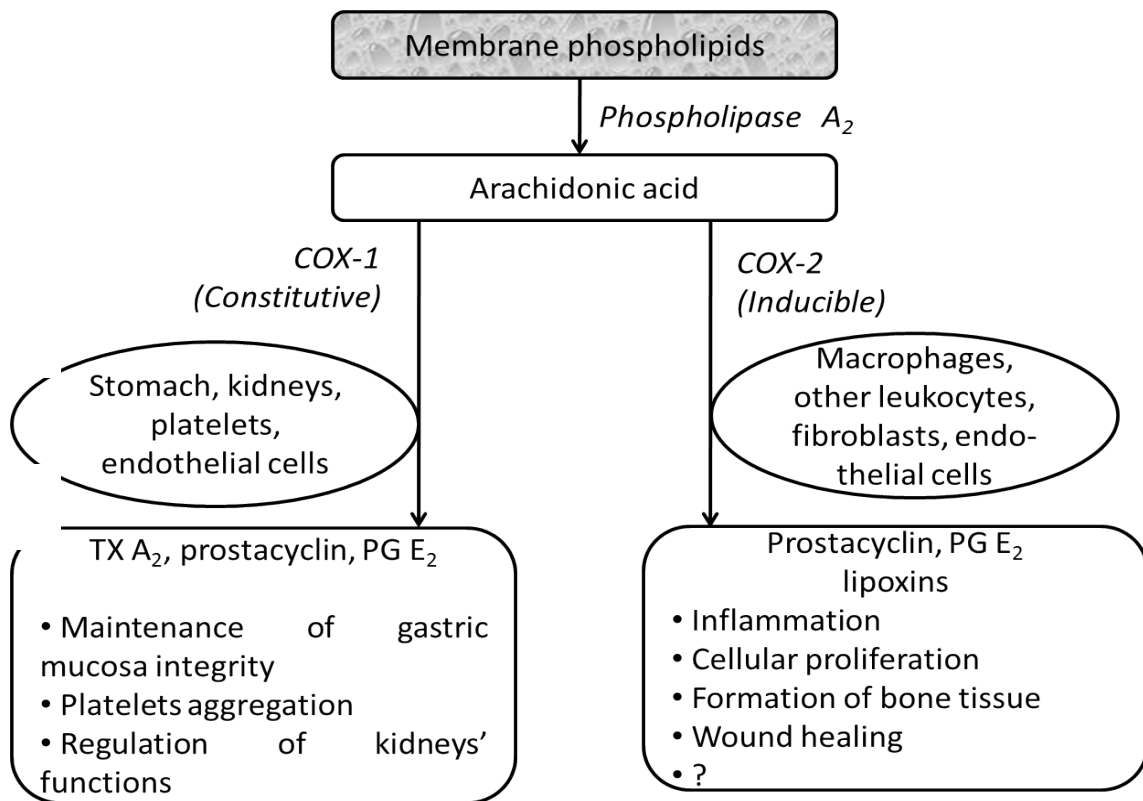 Membrane phospholipids
Phospholipase A₂
Arachidonic acid
COX-1
(Constitutive)
COX-2
(Inducible)
Stomach, kidneys,
platelets,
endothelial cells
Macrophages,
other leukocytes,
fibroblasts, endo-
thelial cells
TX A₂, prostacyclin, PG E₂
• Maintenance of gastric
mucosa integrity
• Platelets aggregation
• Regulation of kidneys’
functions
Prostacyclin, PG E₂
lipoxins
• Inflammation
• Cellular proliferation
• Formation of bone tissue
• Wound healing
• ?